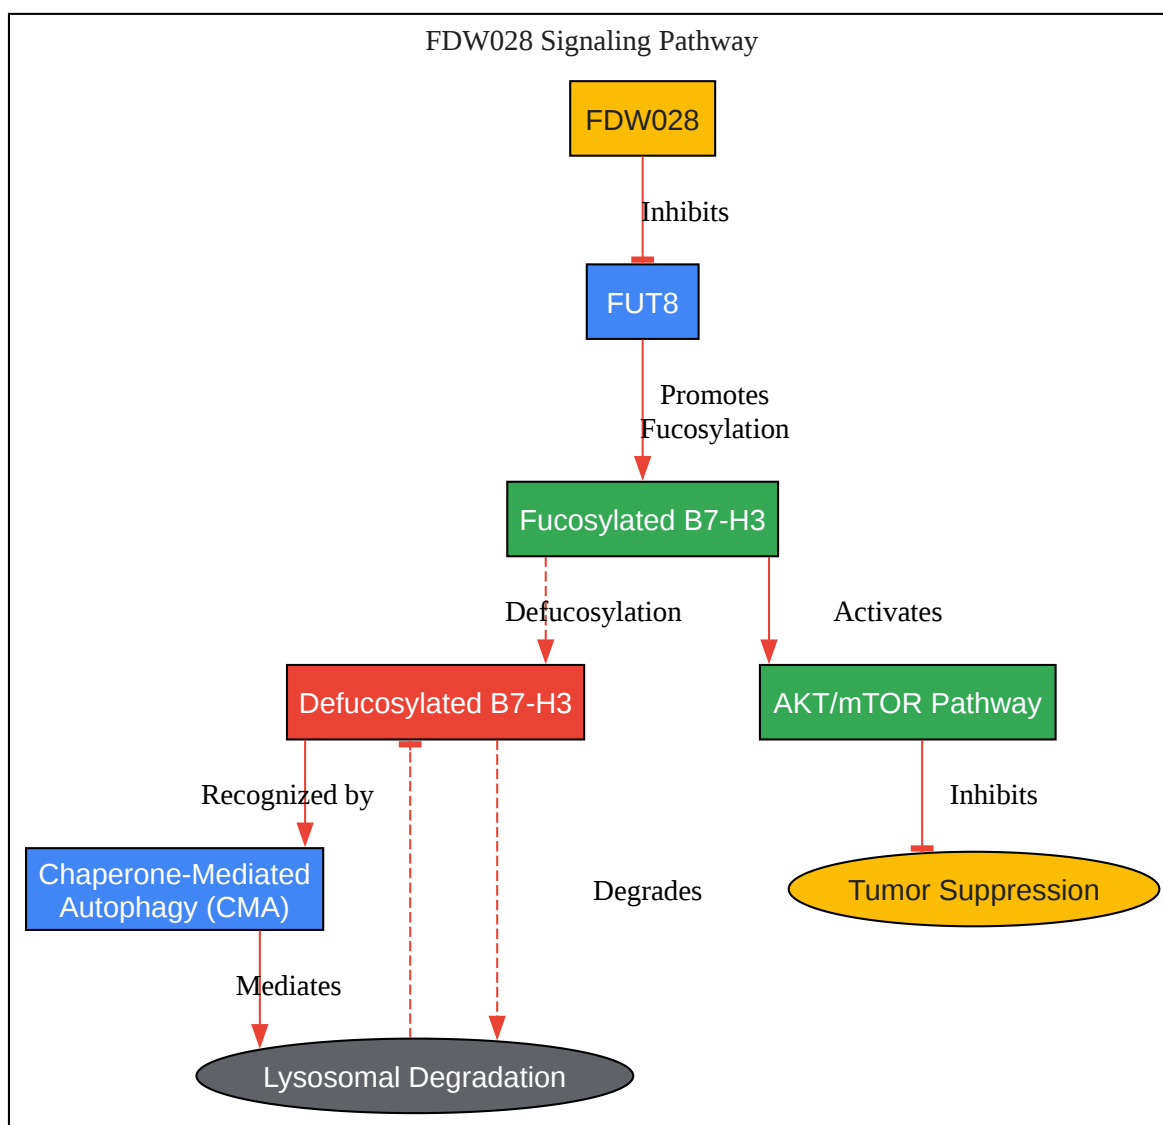 FDW028 Signaling Pathway
FDW028
Inhibits
FUT8
Promotes
Fucosylation
Fucosylated B7-H3
Defucosylation
Activates
Defucosylated B7-H3
AKT/mTOR Pathway
Recognized by
Inhibits
Chaperone-Mediated
Autophagy (CMA)
Degrades
Tumor Suppression
Mediates
Lysosomal Degradation